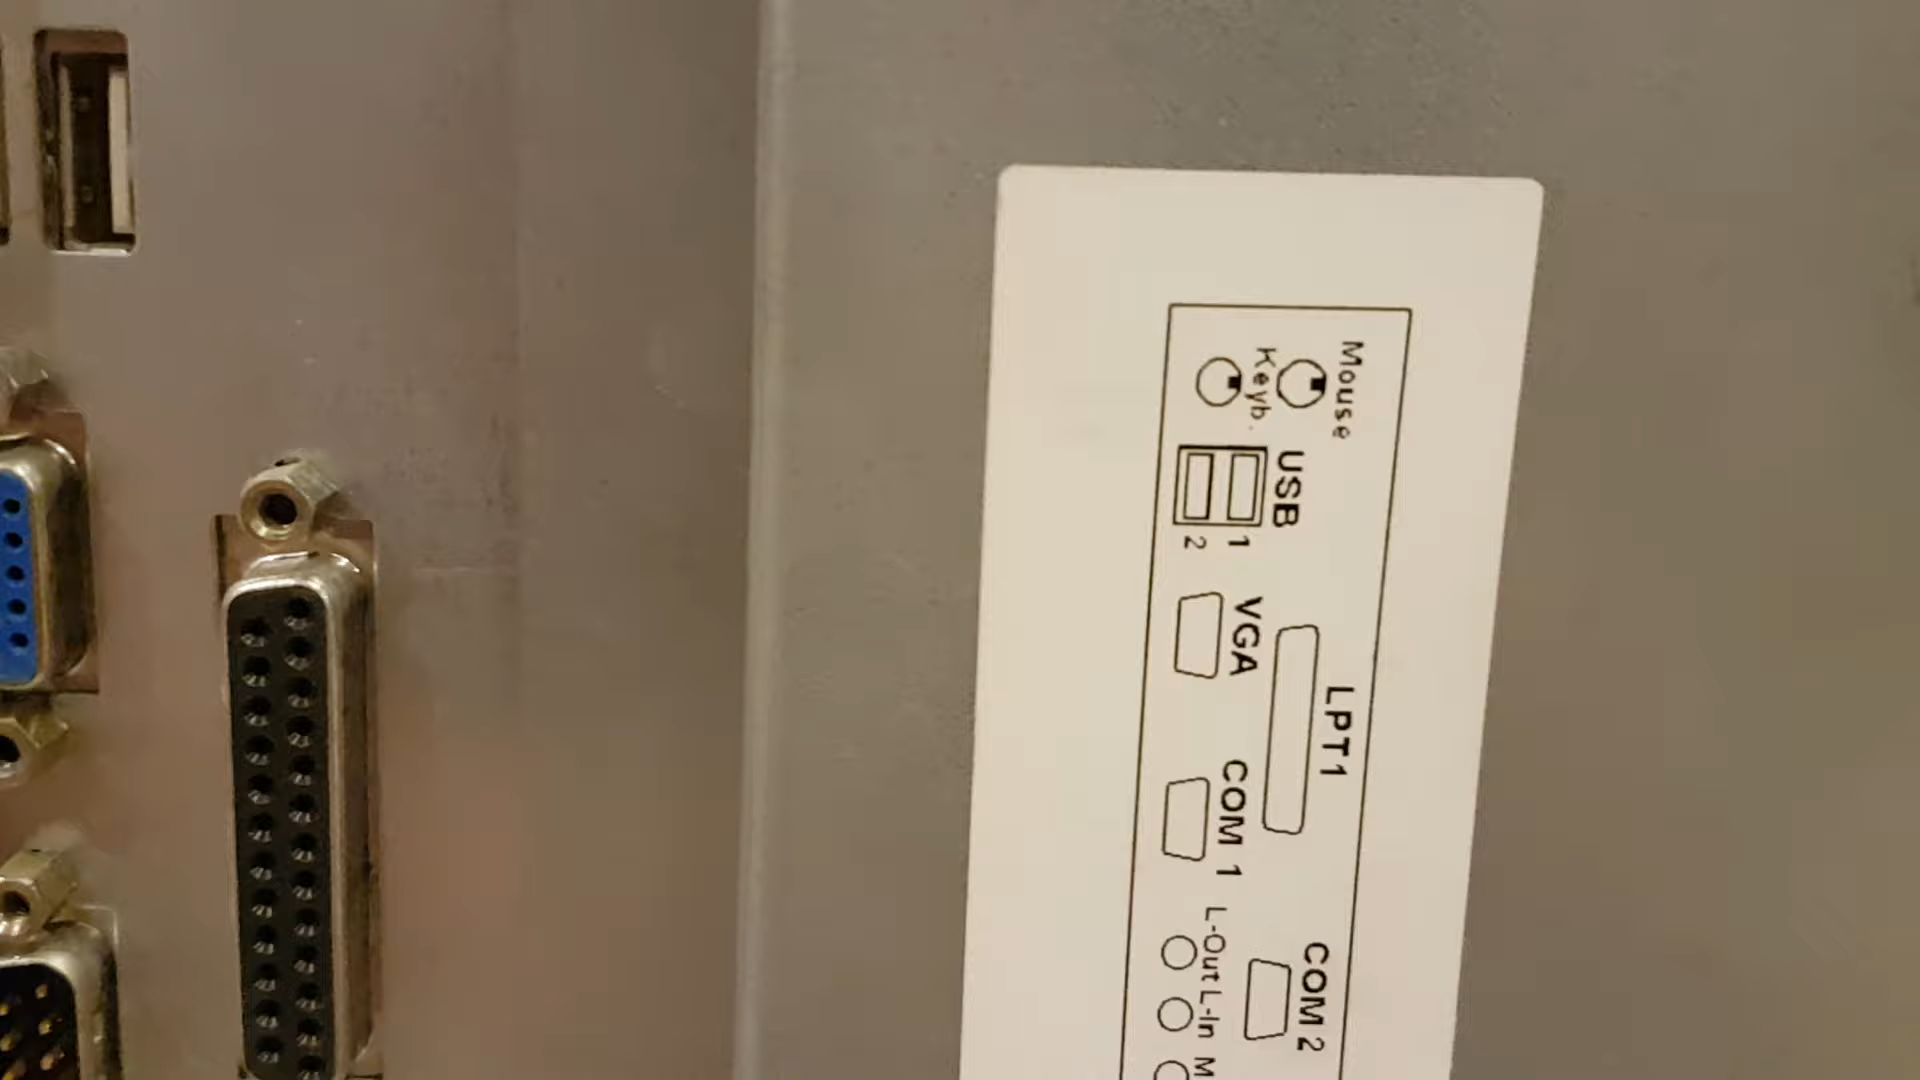 Mouse
Keyb.
USB
1
2
VGA
LPT1
COM 1
COM 2
L-Out
L-In
M